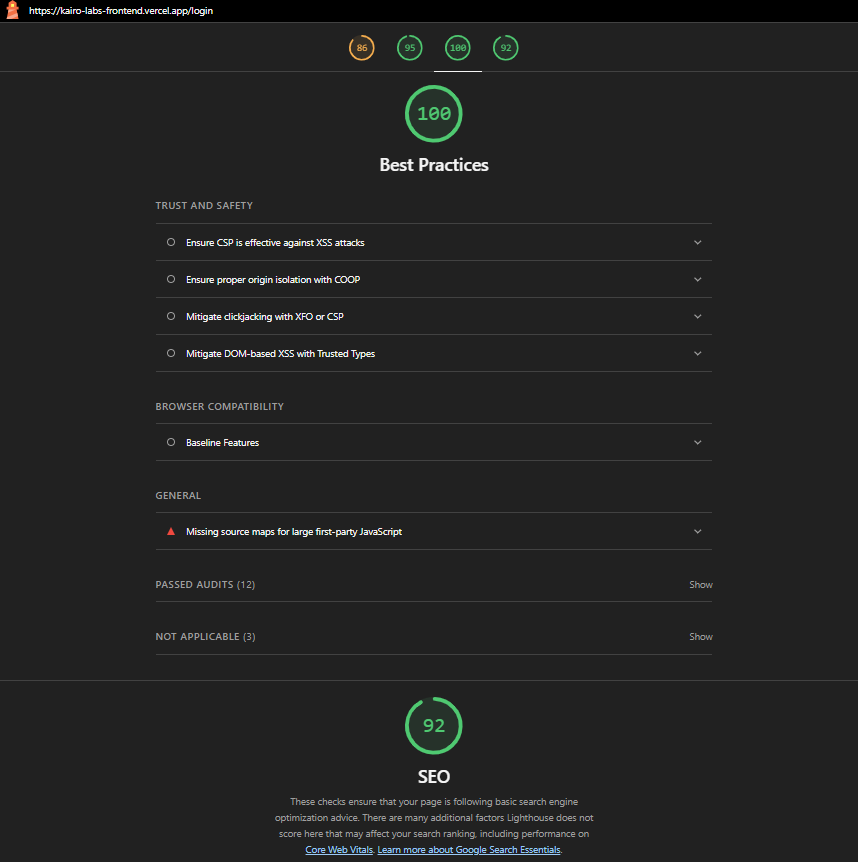 https://kairo-labs-frontend.vercel.app/login
86 95 100 92
100
Best Practices
TRUST AND SAFETY
Ensure CSP is effective against XSS attacks
Ensure proper origin isolation with COOP
Mitigate clickjacking with XFO or CSP
Mitigate DOM-based XSS with Trusted Types
BROWSER COMPATIBILITY
Baseline Features
GENERAL
Missing source maps for large first-party JavaScript
PASSED AUDITS (12) Show
NOT APPLICABLE (3) Show
92
SEO
These checks ensure that your page is following basic search engine
optimization advice. There are many additional factors Lighthouse does not
score here that may affect your search ranking, including performance on
Core Web Vitals. Learn more about Google Search Essentials.